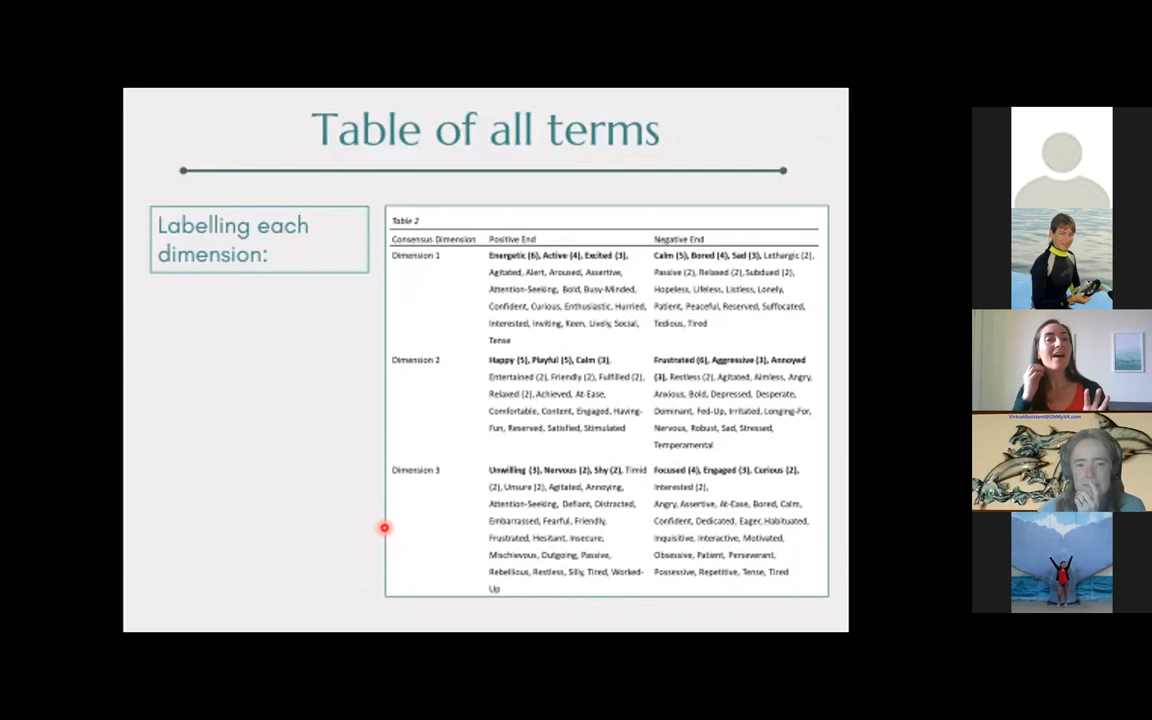 Table of all terms
Labelling each
dimension:
Table 2
Consensus Dimension Positive End Negative End
Dimension 1 Energetic (6), Active (4), Excited (3), Calm (5), Bored (4), Sad (3), Lethargic (2),
Agitated, Alert, Aroused, Assertive, Passive (2), Relaxed (2), Subdued (2),
Attention-Seeking, Bold, Busy-Minded, Hopeless, Lifeless, Listless, Lonely,
Confident, Curious, Enthusiastic, Hurried, Patient, Peaceful, Reserved, Suffocated,
Interested, Inviting, Keen, Lively, Social, Tedious, Tired
Tense
Dimension 2 Happy (5), Playful (5), Calm (3), Frustrated (6), Aggressive (3), Annoyed
Entertained (2), Friendly (2), Fulfilled (2), (3), Restless (2), Agitated, Aimless, Angry,
Relaxed (2), Achieved, At-Ease, Anxious, Bold, Depressed, Desperate,
Comfortable, Content, Engaged, Having- Dominant, Fed-Up, Irritated, Longing-For,
Fun, Reserved, Satisfied, Stimulated Nervous, Robust, Sad, Stressed,
Temperamental
Dimension 3 Unwilling (3), Nervous (2), Shy (2), Timid Focused (4), Engaged (3), Curious (2),
(2), Unsure (2), Agitated, Annoying, Interested (2),
Attention-Seeking, Defiant, Distracted, Angry, Assertive, At-Ease, Bored, Calm,
Embarrassed, Fearful, Friendly, Confident, Dedicated, Eager, Habituated,
Frustrated, Hesitant, Insecure, Inquisitive, Interactive, Motivated,
Mischievous, Outgoing, Passive, Obsessive, Patient, Perseverant,
Rebellious, Restless, Silly, Tired, Worked- Possessive, Repetitive, Tense, Tired
Up
VirtualAssistant@OhMyVA.com